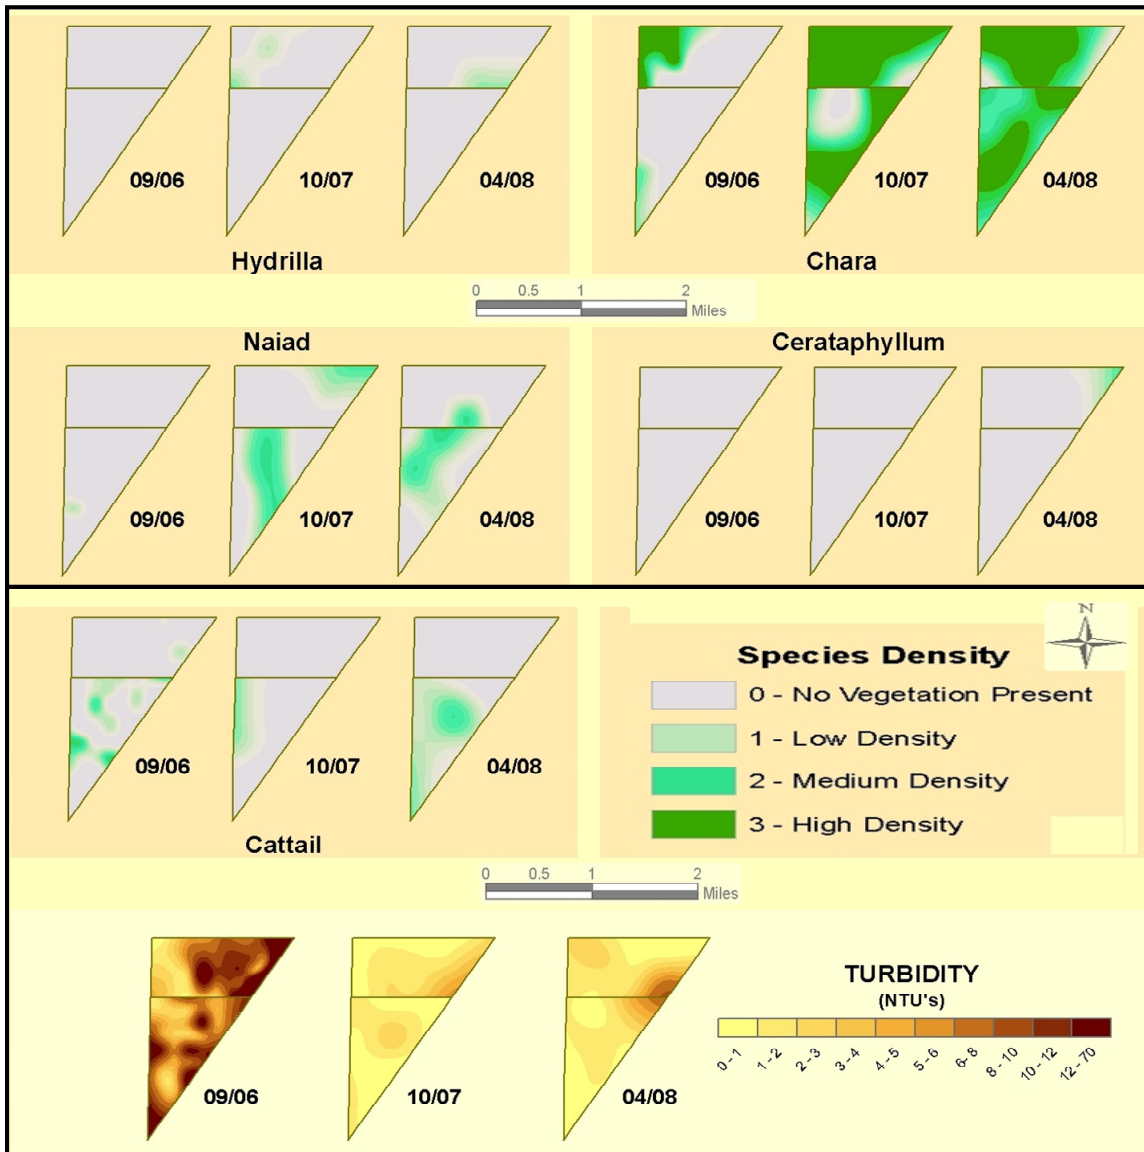 09/06
10/07
04/08
Hydrilla
09/06
10/07
04/08
Chara
0 0.5 1 2
Miles
Naiad
09/06
10/07
04/08
Cerataphyllum
09/06
10/07
04/08
09/06
10/07
04/08
Cattail
N
Species Density
0 - No Vegetation Present
1 - Low Density
2 - Medium Density
3 - High Density
0 0.5 1 2
Miles
09/06
10/07
04/08
TURBIDITY
(NTU's)
0 - 1
1 - 2
2 - 3
3 - 4
4 - 5
5 - 6
6 - 8
8 - 10
10 - 12
12 - 70